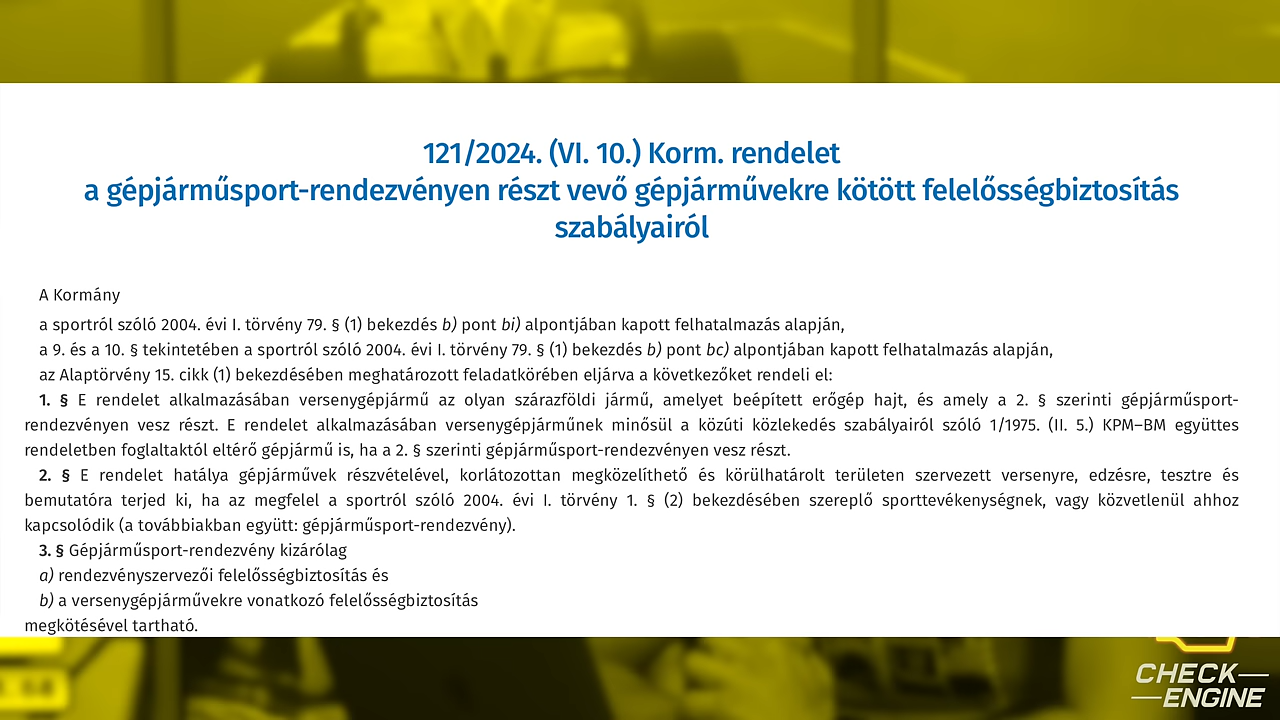 121/2024. (VI. 10.) Korm. rendelet
a gépjárműsport-rendezvényen részt vevő gépjárművekre kötött felelősségbiztosítás
szabályairól
A Kormány
a sportról szóló 2004. évi I. törvény 79. § (1) bekezdés b) pont bi) alpontjában kapott felhatalmazás alapján,
a 9. és a 10. § tekintetében a sportról szóló 2004. évi I. törvény 79. § (1) bekezdés b) pont bc) alpontjában kapott felhatalmazás alapján,
az Alaptörvény 15. cikk (1) bekezdésében meghatározott feladatkörében eljárva a következőket rendeli el:
1. § E rendelet alkalmazásában versenygépjármű az olyan szárazföldi jármű, amelyet beépített erőgép hajt, és amely a 2. § szerinti gépjárműsport-
rendezvényen vesz részt. E rendelet alkalmazásában versenygépjárműnek minősül a közúti közlekedés szabályairól szóló 1/1975. (II. 5.) KPM–BM együttes
rendeletben foglaltaktól eltérő gépjármű is, ha a 2. § szerinti gépjárműsport-rendezvényen vesz részt.
2. § E rendelet hatálya gépjárművek részvételével, korlátozottan megközelíthető és körülhatárolt területen szervezett versenyre, edzésre, tesztre és
bemutatóra terjed ki, ha az megfelel a sportról szóló 2004. évi I. törvény 1. § (2) bekezdésében szereplő sporttevékenységnek, vagy közvetlenül ahhoz
kapcsolódik (a továbbiakban együtt: gépjárműsport-rendezvény).
3. § Gépjárműsport-rendezvény kizárólag
a) rendezvényszervezői felelősségbiztosítás és
b) a versenygépjárművekre vonatkozó felelősségbiztosítás
megkötésével tartható.
CHECK
ENGINE